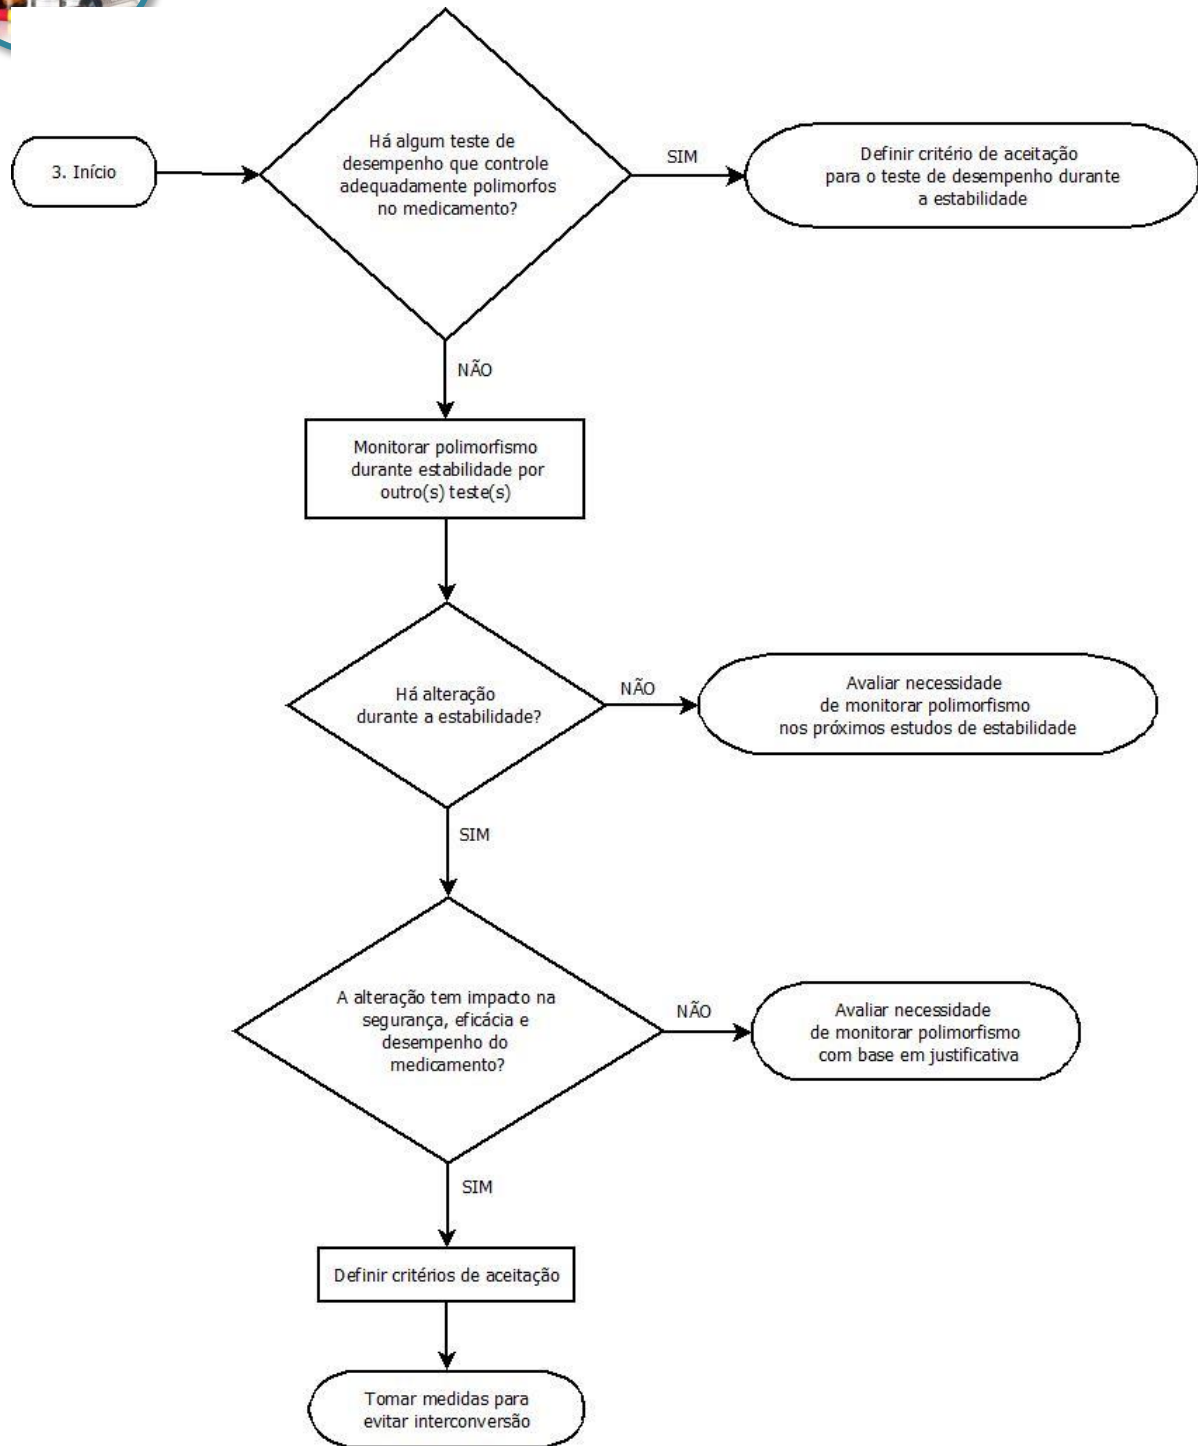 3. Início
Há algum teste de
desempenho que controle
adequadamente polimorfos
no medicamento?
SIM
Definir critério de aceitação
para o teste de desempenho durante
a estabilidade
NÃO
Monitorar polimorfismo
durante estabilidade por
outro(s) teste(s)
Há alteração
durante a estabilidade?
NÃO
Avaliar necessidade
de monitorar polimorfismo
nos próximos estudos de estabilidade
SIM
A alteração tem impacto na
segurança, eficácia e
desempenho do
medicamento?
NÃO
Avaliar necessidade
de monitorar polimorfismo
com base em justificativa
SIM
Definir critérios de aceitação
Tomar medidas para
evitar interconversão